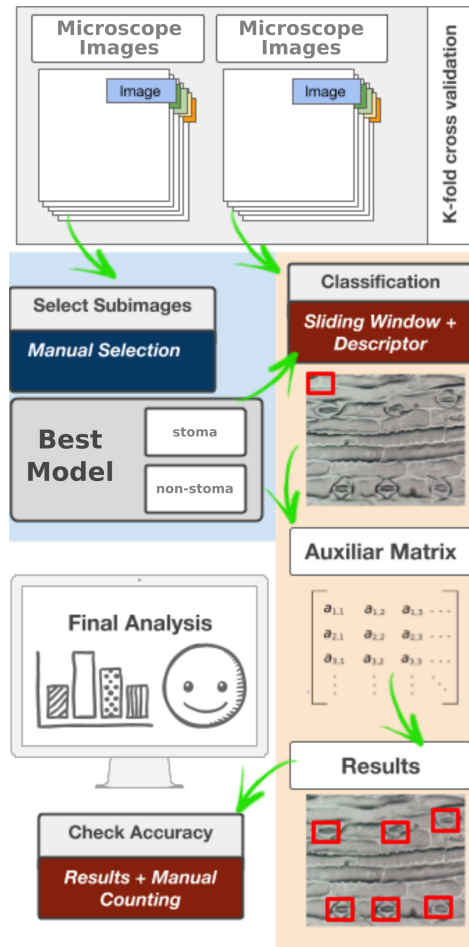 Microscope
Images
Microscope
Images
Image
Image
K-fold cross validation
Select Subimages
Manual Selection
Classification
Sliding Window +
Descriptor
Best
Model
stoma
non-stoma
Auxiliar Matrix
a1,1 a1,2 a1,3 ...
a2,1 a2,2 a2,3 ...
a3,1 a3,2 a3,3 ...
Final Analysis
Results
Check Accuracy
Results + Manual
Counting